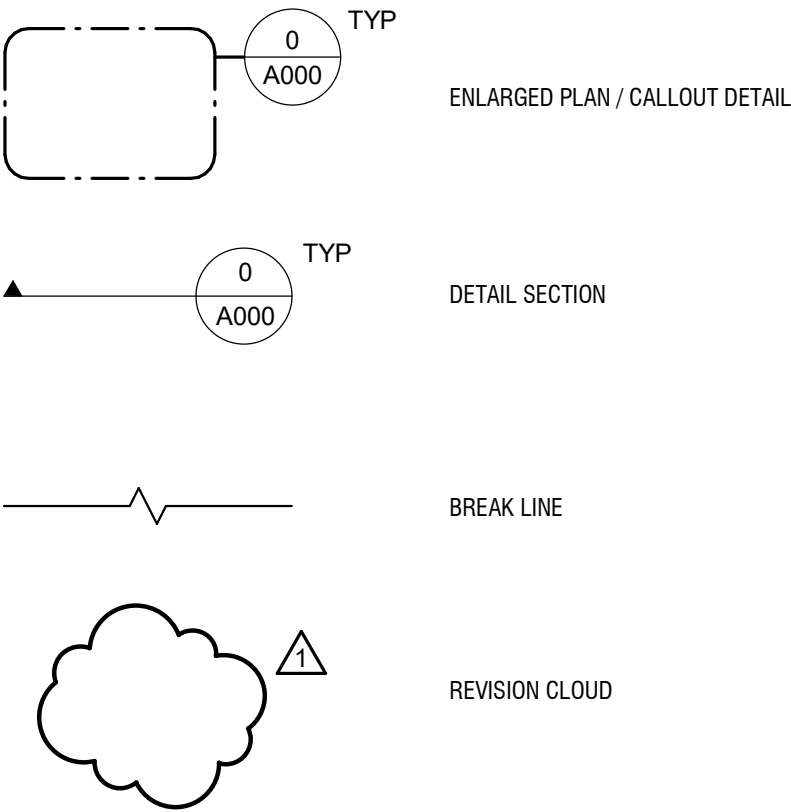 TYP
0
A000
ENLARGED PLAN / CALLOUT DETAIL
TYP
0
A000
DETAIL SECTION
BREAK LINE
1
REVISION CLOUD